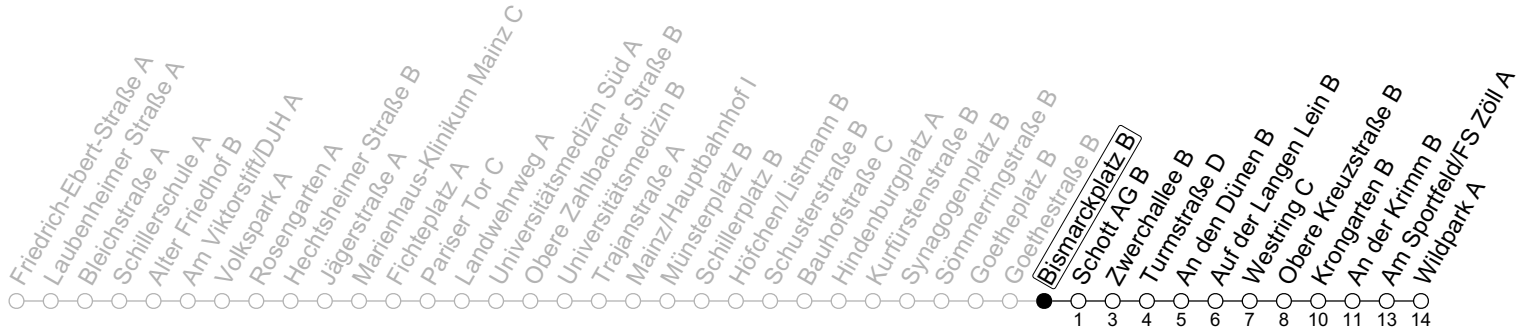 Friedrich-Ebert-Straße A
Laubenheimer Straße A
Bleichstraße A
Schillerschule A
Alter Friedhof B
Am Viktorstift/DJH A
Volkspark A
Rosengarten A
Hechtsheimer Straße B
Jägerstraße A
Marienhaus-Klinikum Mainz C
Fichteplatz A
Pariser Tor C
Landwehrweg A
Universitätsmedizin Süd A
Obere Zahlbacher Straße B
Universitätsmedizin B
Trajanstraße A
Mainz/Hauptbahnhof I
Münsterplatz B
Schillerplatz B
Höfchen/Listmann B
Schusterstraße B
Bauhofstraße C
Hindenburgplatz A
Kurfürstenstraße B
Synagogenplatz B
Sömmerringstraße B
Goetheplatz B
Goethestraße B
Bismarckplatz B
Schott AG B
Zwerchallee B
Turmstraße D
An den Dünen B
Auf der Langen Lein B
Westring C
Obere Kreuzstraße B
Krongarten B
An der Krimm B
Am Sportfeld/FS Zöll A
Wildpark A
1 3 4 5 6 7 8 10 11 13 14